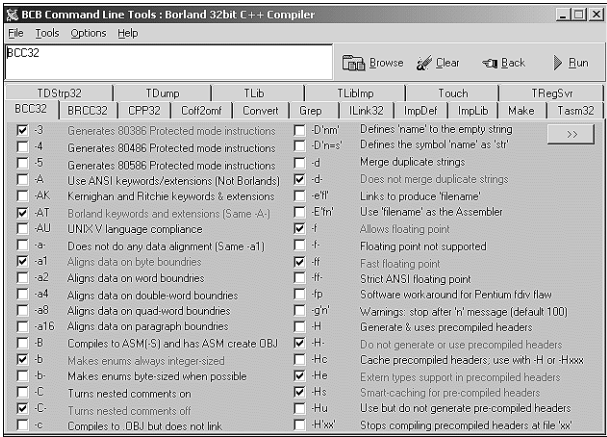 BCB Command Line Tools : Borland 32bit C++ Compiler
File Tools Options Help
BCC32
Browse Clear Back Run
TDStrp32 TDump TLib TLibImp Touch TRegSvr
BCC32 BRCC32 CPP32 Coff2omf Convert Grep ILink32 ImpDef ImpLib Make Tasm32
-3 Generates 80386 Protected mode instructions
-4 Generates 80486 Protected mode instructions
-5 Generates 80586 Protected mode instructions
-A Use ANSI keywords/extensions (Not Borlands)
-AK Kernighan and Ritchie keywords & extensions
-AT Borland keywords and extensions (Same -A-)
-AU UNIX V language compliance
-a- Does not do any data alignment (Same -a1)
-a1 Aligns data on byte boundries
-a2 Aligns data on word boundries
-a4 Aligns data on double-word boundries
-a8 Aligns data on quad-word boundries
-a16 Aligns data on paragraph boundries
-B Compiles to ASM(-S) and has ASM create OBJ
-b Makes enums always integer-sized
-b- Makes enums byte-sized when possible
-C Turns nested comments on
-C- Turns nested comments off
-c Compiles to .OBJ but does not link
-D'nm' Defines 'name' to the empty string
-D'n=s' Defines the symbol 'name' as 'str'
-d Merge duplicate strings
-d- Does not merge duplicate strings
-e'fl' Links to produce 'filename'
-E'fn' Use 'filename' as the Assembler
-f Allows floating point
-f- Floating point not supported
-ff Fast floating point
-ff- Strict ANSI floating point
-fp Software workaround for Pentium fdiv flaw
-g'n' Warnings: stop after 'n' message (default 100)
-H Generate & uses precompiled headers
-H- Do not generate or use precompiled headers
-Hc Cache precompiled headers; use with -H or -Hxxx
-He Extern types support in precompiled headers
-Hs Smart-caching for pre-compiled headers
-Hu Use but do not generate pre-compiled headers
-H'xx' Stops compiling precompiled headers at file 'xx'
>>